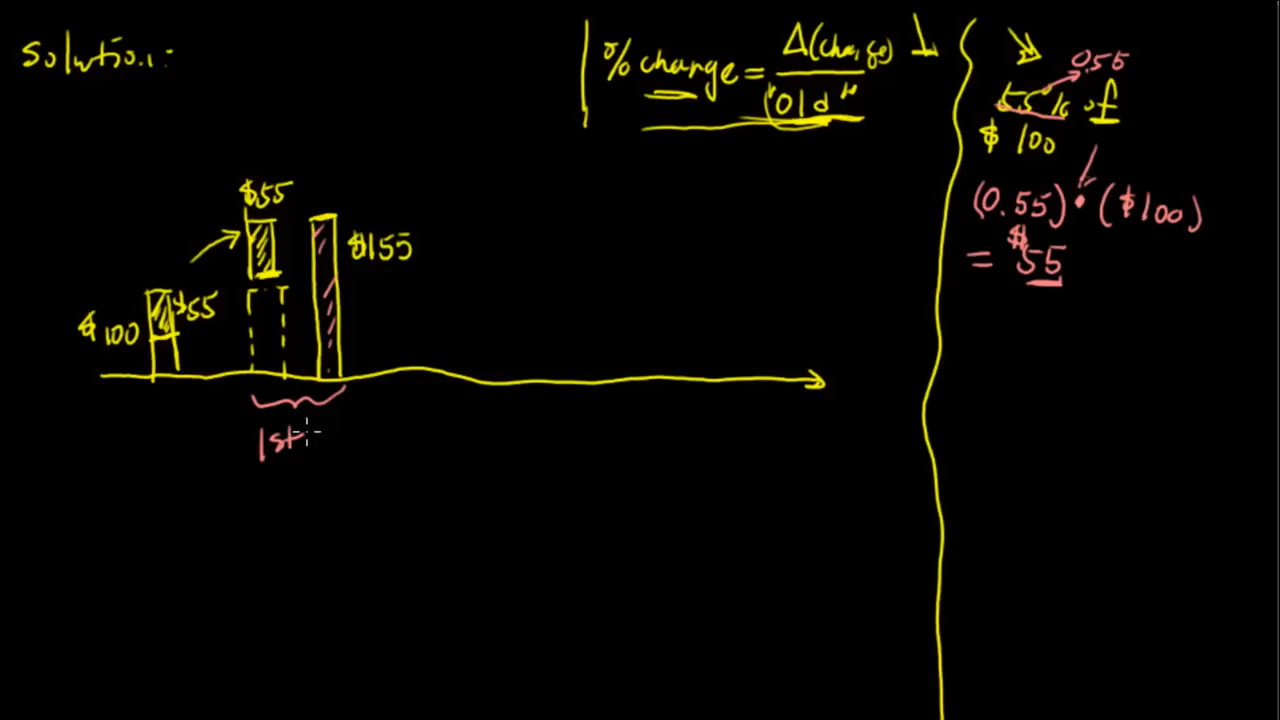 Solution:
% change = Δ(change)
"Old"
0.55
55% of
$ 100
(0.55) • ($100)
= $55
$55
$155
$100
$55
1st